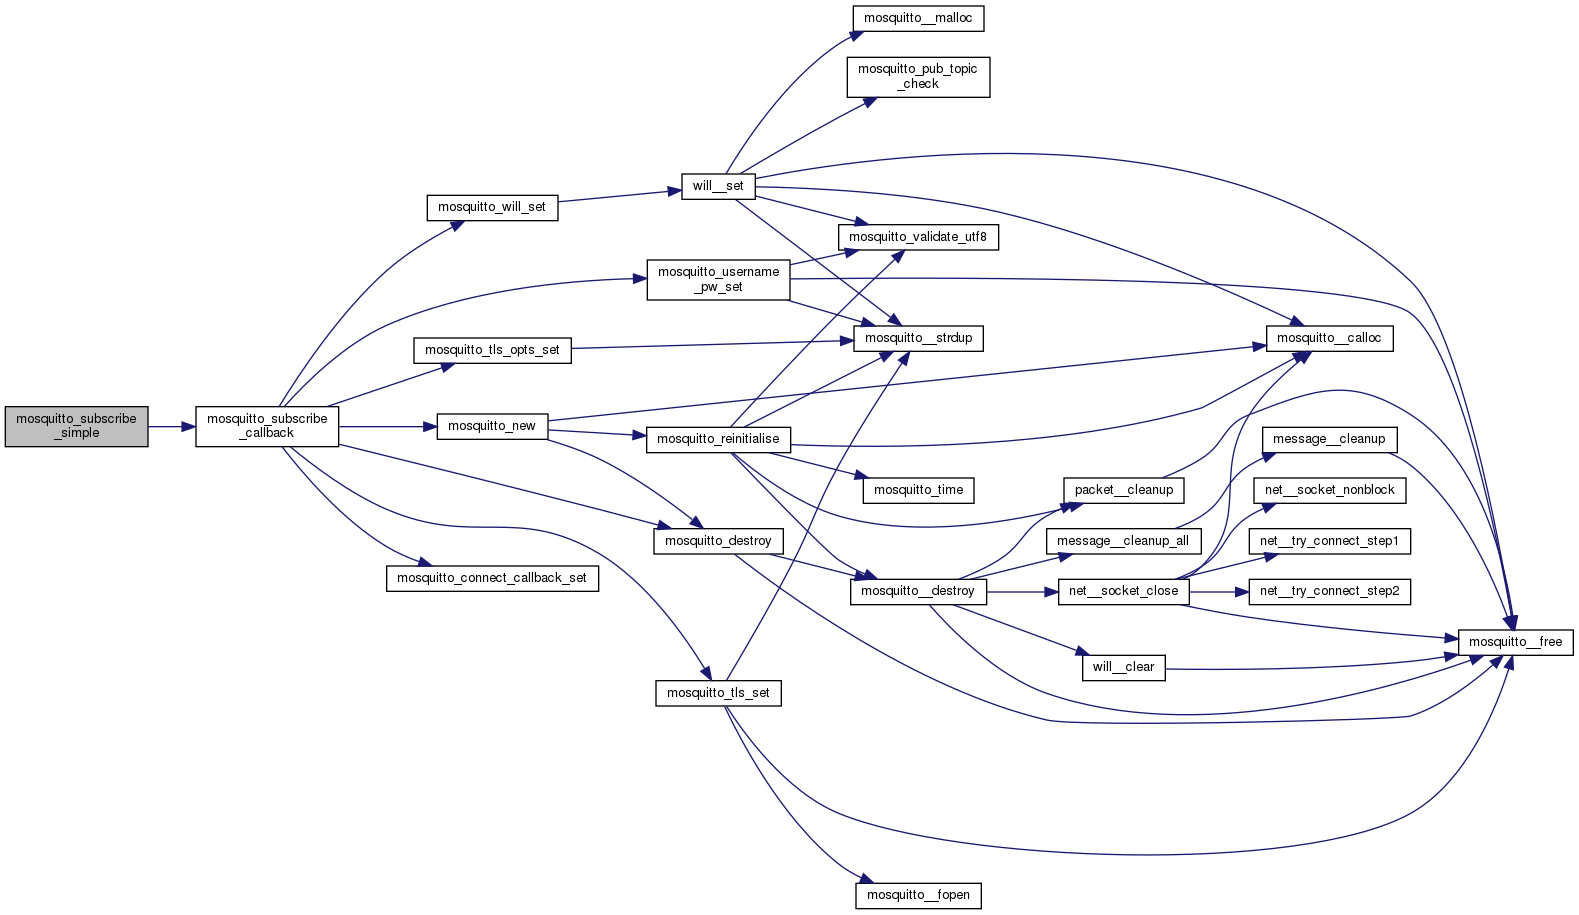 mosquitto__malloc
mosquitto_pub_topic
_check
will__set
mosquitto_will_set
mosquitto_validate_utf8
mosquitto_username
_pw_set
mosquitto__strdup
mosquitto__calloc
mosquitto_tls_opts_set
mosquitto_subscribe
_simple
mosquitto_subscribe
_callback
mosquitto_new
mosquitto_reinitialise
message__cleanup
mosquitto_time
packet__cleanup
net__socket_nonblock
mosquitto_destroy
message__cleanup_all
net__try_connect_step1
mosquitto_connect_callback_set
mosquitto__destroy
net__socket_close
net__try_connect_step2
mosquitto__free
will__clear
mosquitto_tls_set
mosquitto__fopen